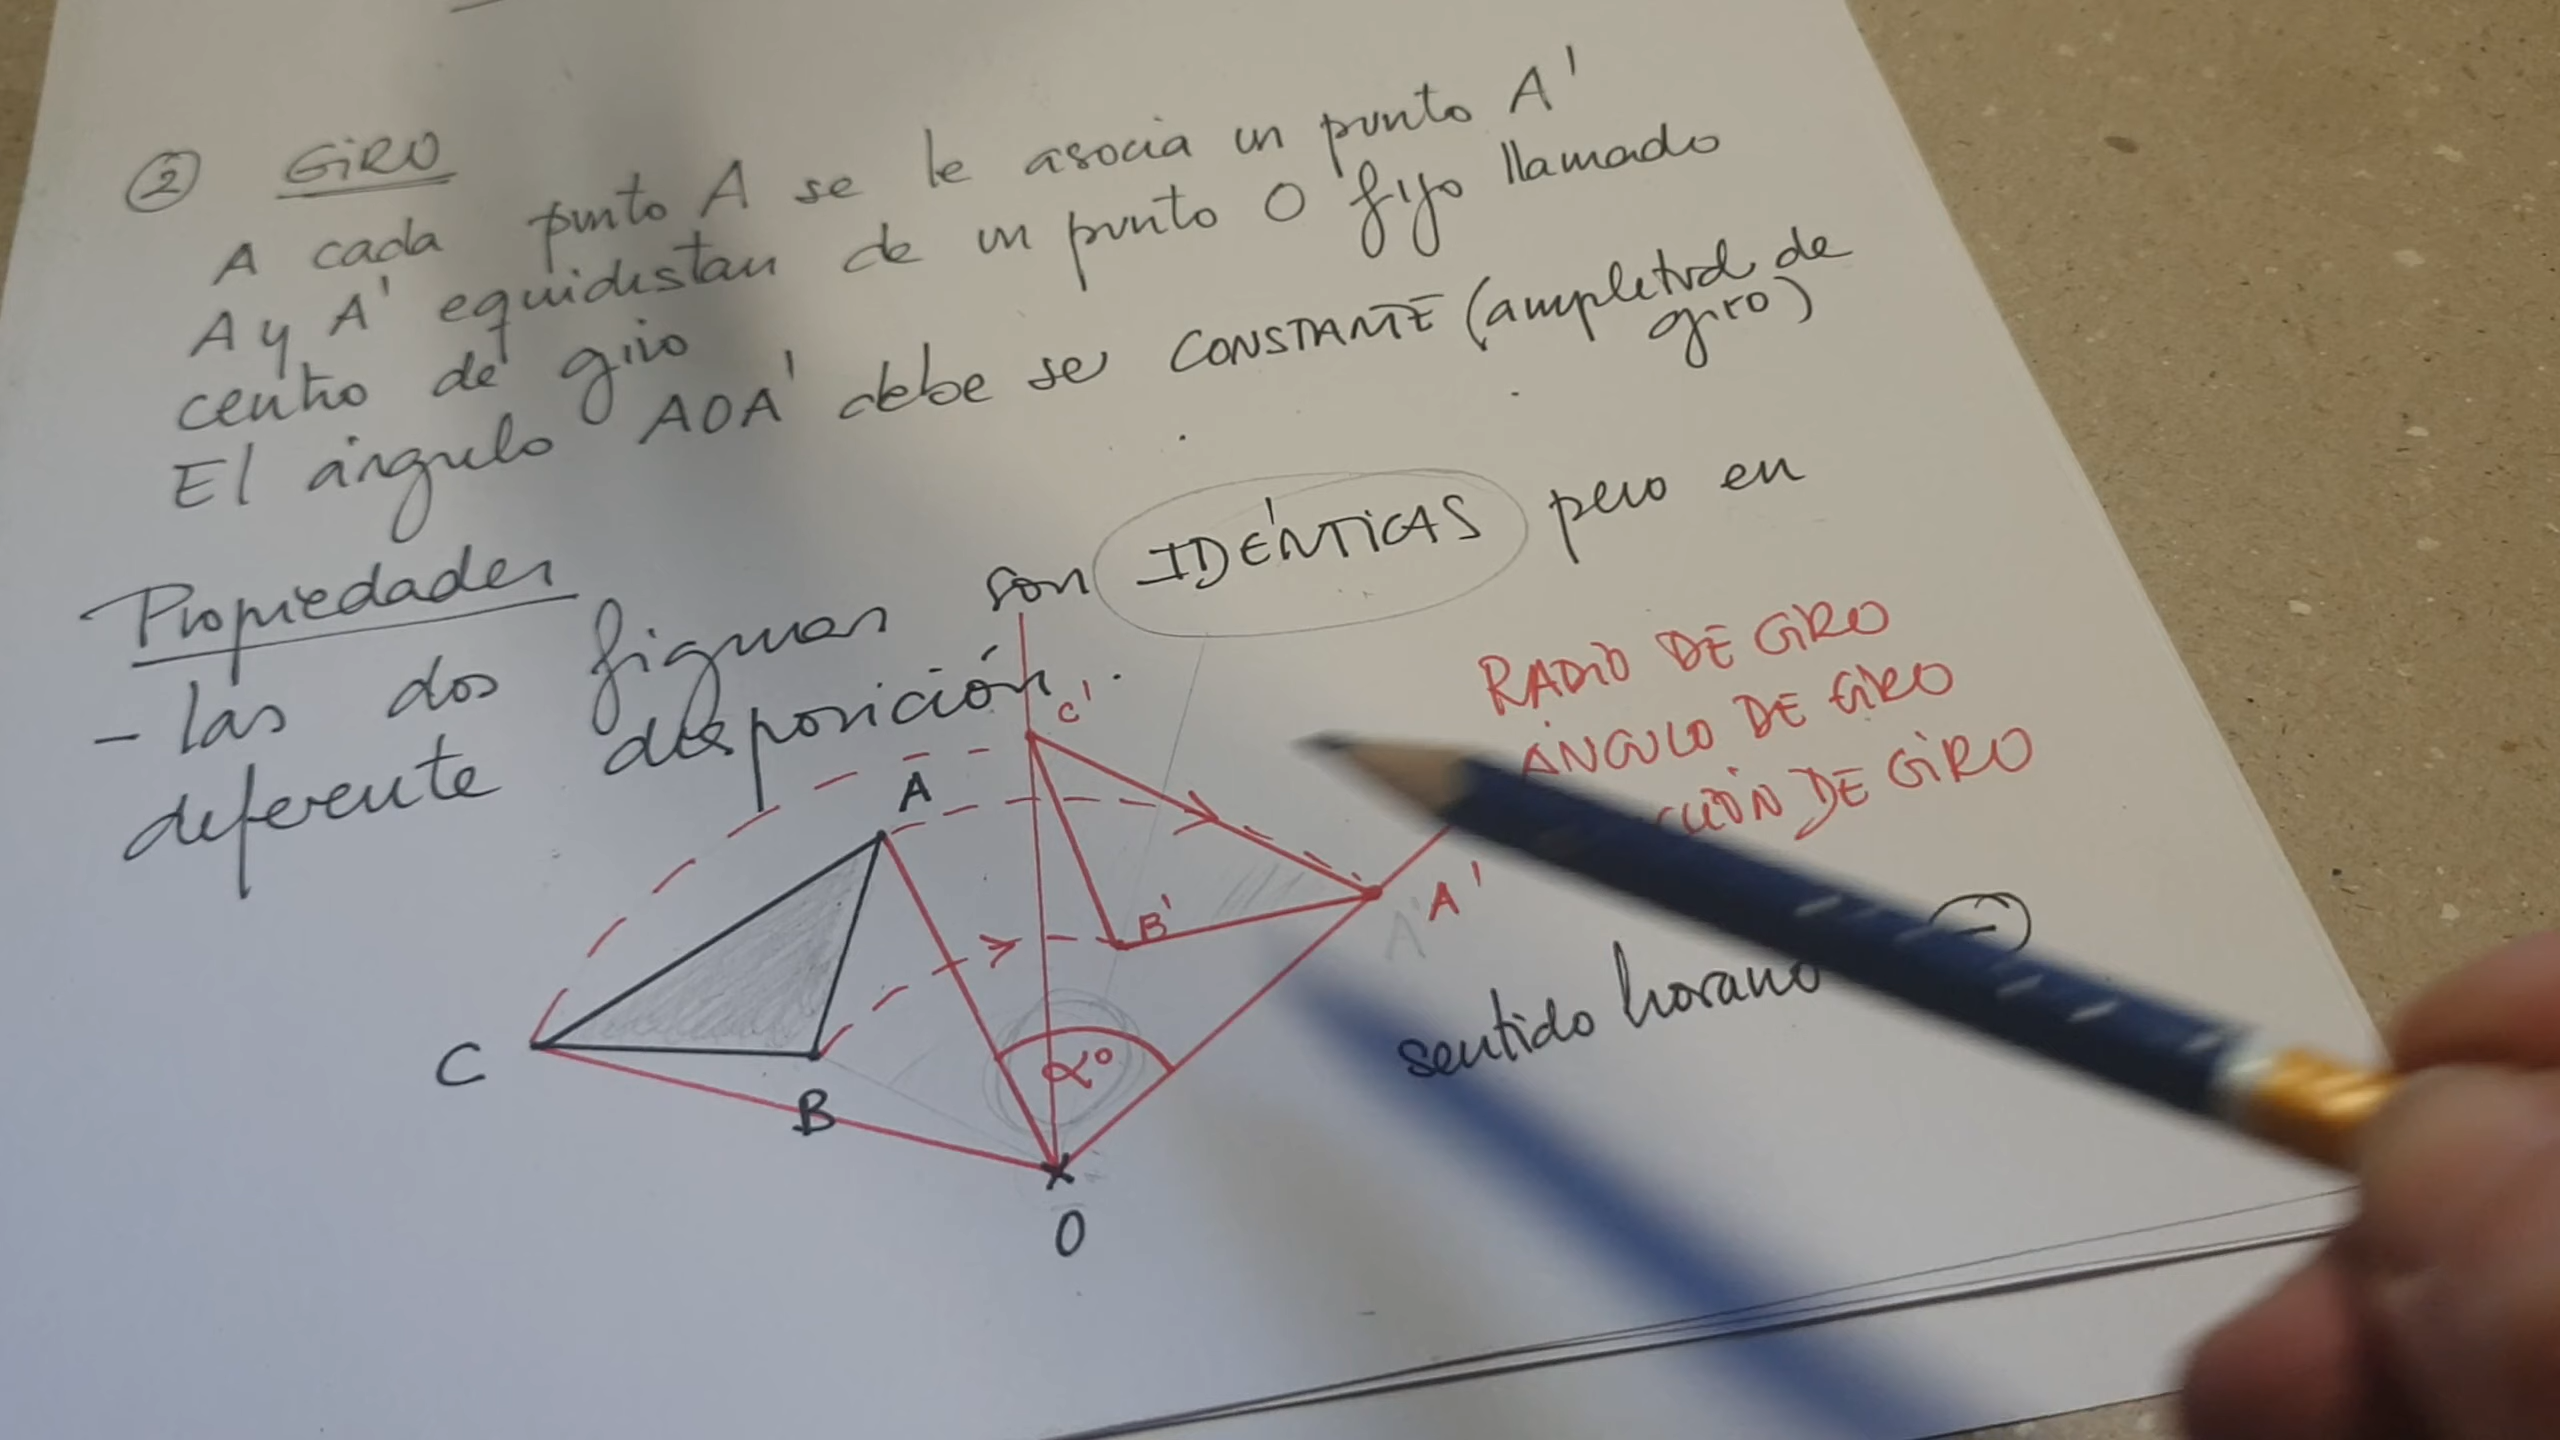 ② GIRO
A cada punto A se le asocia un punto A'
A y A' equidistan de un punto O fijo llamado
centro de giro
El ángulo AOA' debe ser CONSTANTE (amplitud de
giro)
Propiedades
- las dos figuras son IDÉNTICAS pero en
diferente disposición.
RADIO DE GIRO
ÁNGULO DE GIRO
DE GIRO
C'
A
B'
A'
A'
sentido horario
C
α°
B
O